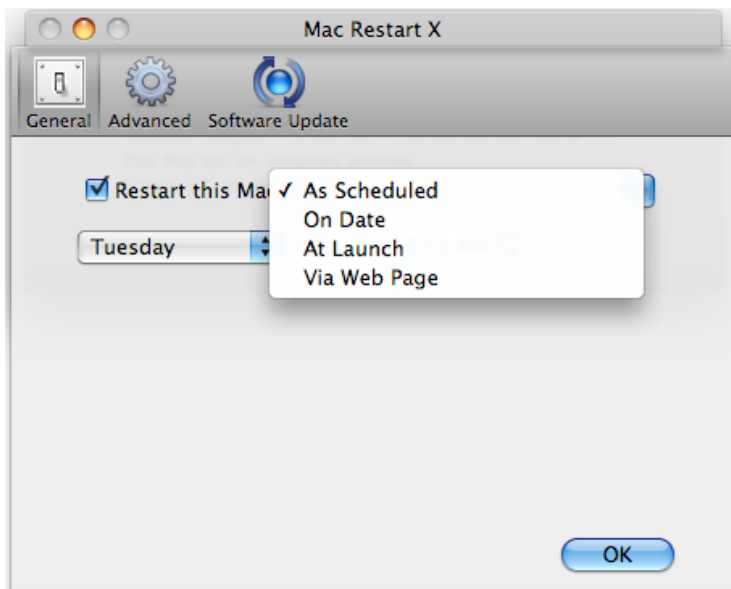 Mac Restart X
General Advanced Software Update
Restart this Mac ✓ As Scheduled
On Date
Tuesday At Launch
Via Web Page
OK